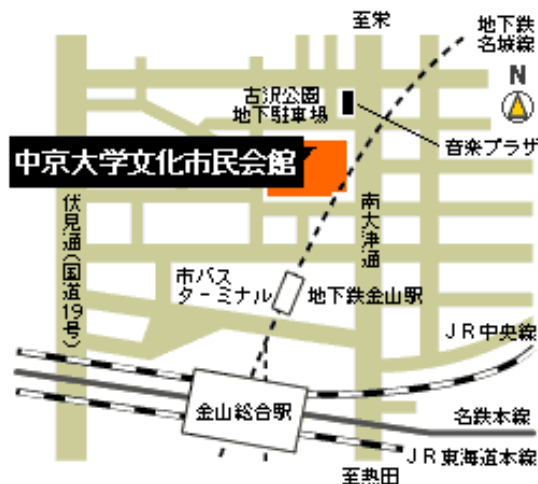 至栄
地下鉄
名城線
N
古沢公園
地下駐車場
音楽プラザ
中京大学文化市民会館
伏見通(国道19号)
南大津通
市バス
ターミナル
地下鉄金山駅
JR中央線
金山総合駅
名鉄本線
JR東海道本線
至熱田